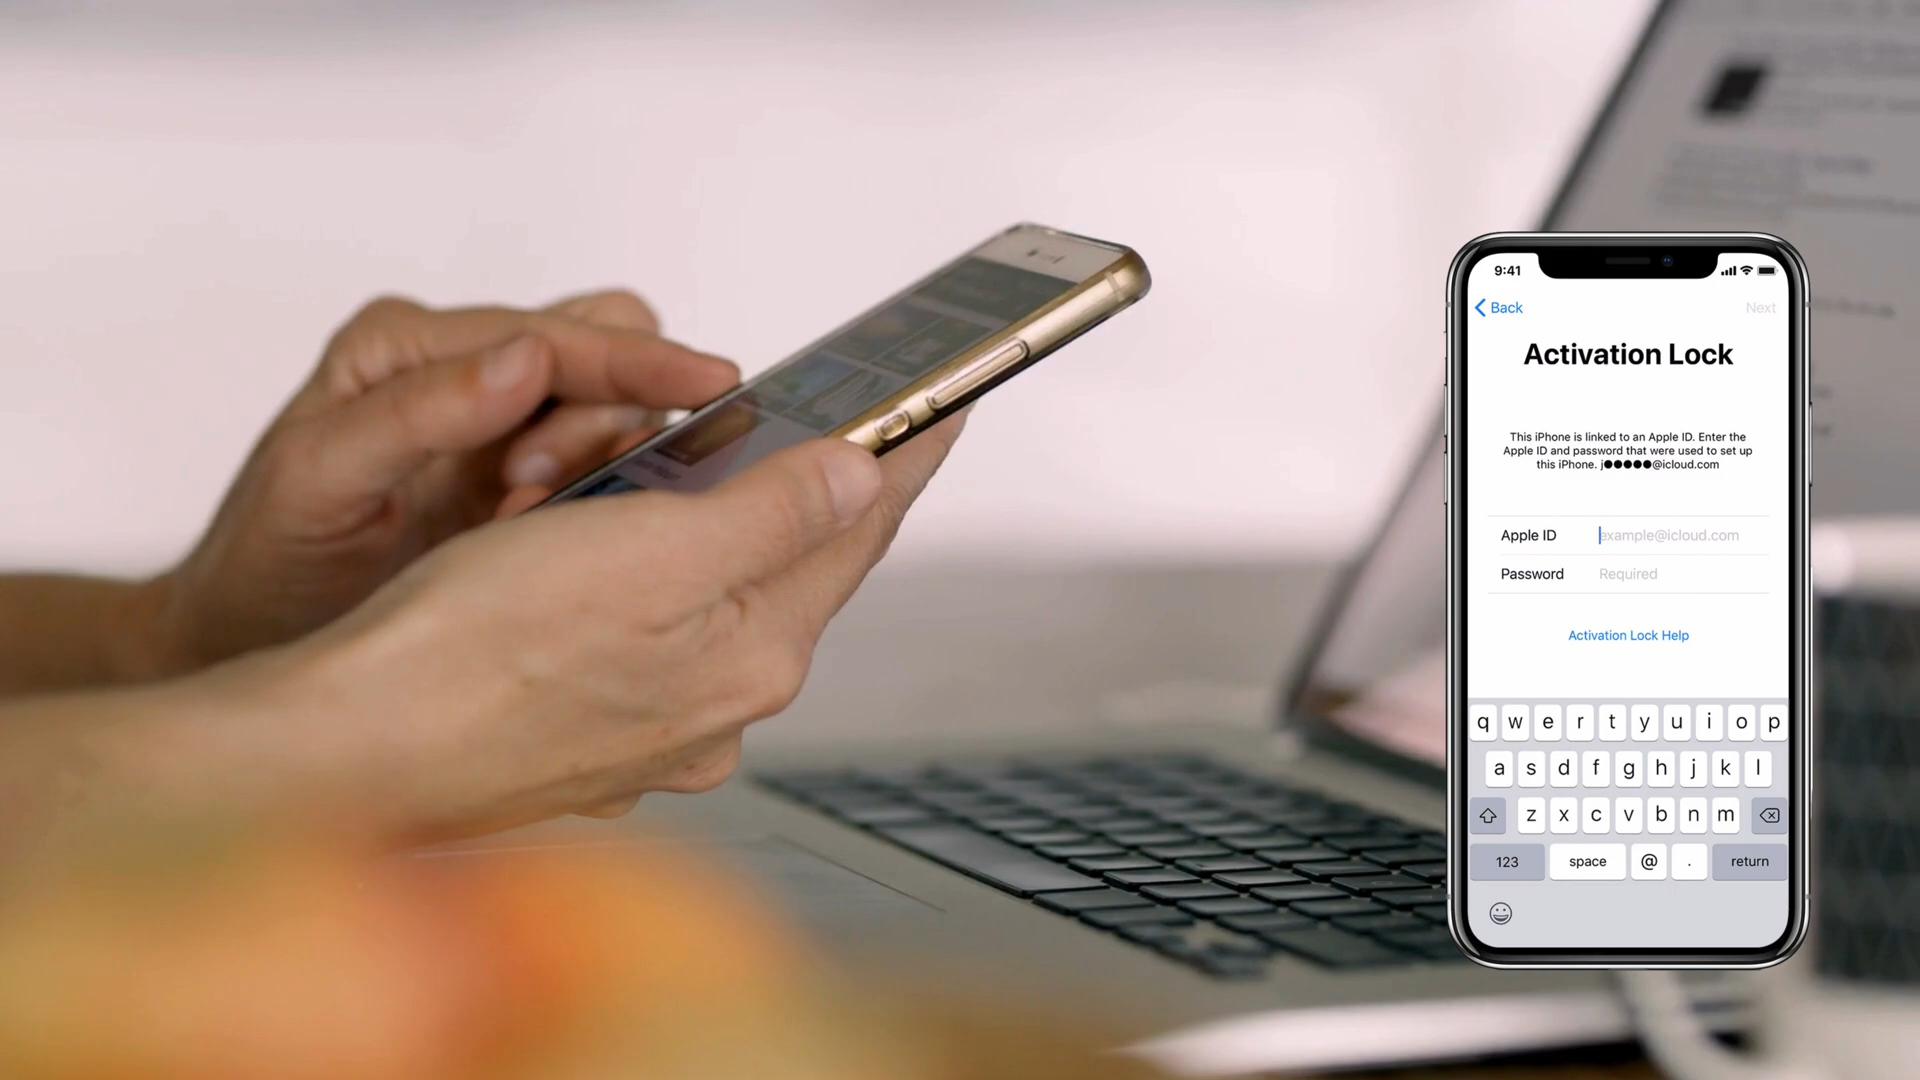 9:41
Back Next
Activation Lock
This iPhone is linked to an Apple ID. Enter the
Apple ID and password that were used to set up
this iPhone. j●●●●●@icloud.com
Apple ID example@icloud.com
Password Required
Activation Lock Help
q w e r t y u i o p
a s d f g h j k l
z x c v b n m
123 space @ . return